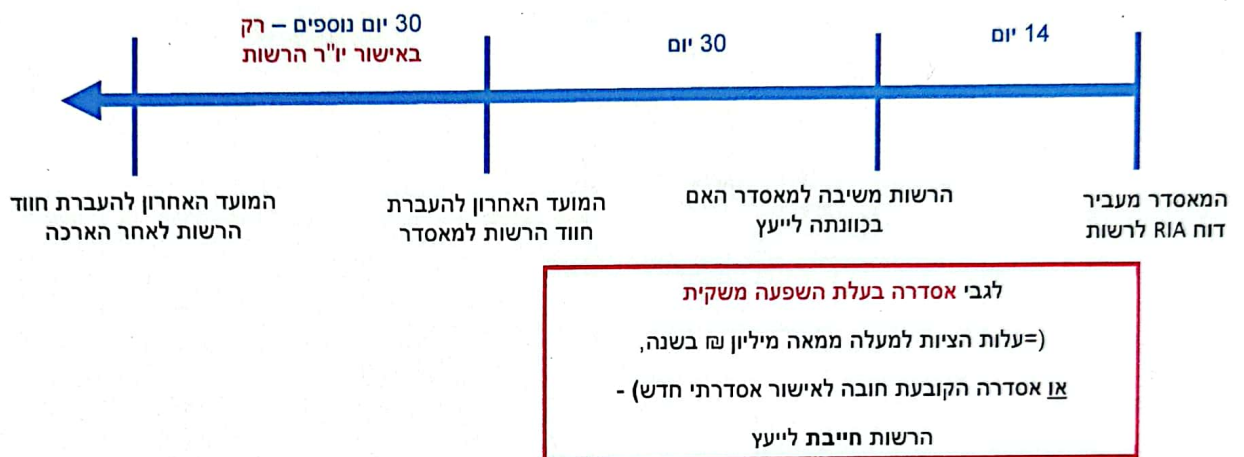 14 יום
30 יום
30 יום נוספים – רק
באישור יו"ר הרשות
המאסדר מעביר
דוח RIA לרשות
הרשות משיבה למאסדר האם
בכוונתה לייעץ
המועד האחרון להעברת
חווד הרשות למאסדר
המועד האחרון להעברת חווד
הרשות לאחר הארכה
לגבי אסדרה בעלת השפעה משקית
(=עלות הציות למעלה ממאה מיליון ₪ בשנה,
או אסדרה הקובעת חובה לאישור אסדרתי חדש) -
הרשות חייבת לייעץ